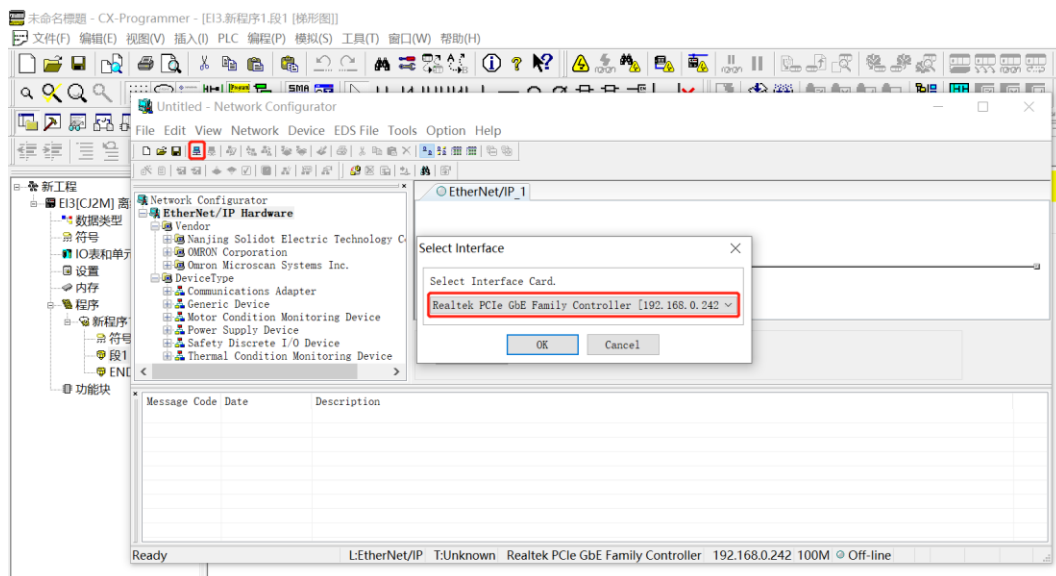 未命名標題 - CX-Programmer - [EI3.新程序1.段1 [梯形图]]
文件(F) 编辑(E) 视图(V) 插入(I) PLC 编程(P) 模拟(S) 工具(T) 窗口(W) 帮助(H)
Untitled - Network Configurator
File Edit View Network Device EDS File Tools Option Help
新工程
EI3[CJ2M] 离
数据类型
符号
IO表和单元
设置
内存
程序
新程序
符号
段1
END
功能块
Network Configurator
EtherNet/IP Hardware
Vendor
Nanjing Solidot Electric Technology C
OMRON Corporation
Omron Microscan Systems Inc.
DeviceType
Communications Adapter
Generic Device
Motor Condition Monitoring Device
Power Supply Device
Safety Discrete I/O Device
Thermal Condition Monitoring Device
EtherNet/IP_1
Select Interface
Select Interface Card.
Realtek PCIe GbE Family Controller [192.168.0.242
OK Cancel
Message Code Date Description
Ready L:EtherNet/IP T:Unknown Realtek PCIe GbE Family Controller 192.168.0.242 100M Off-line